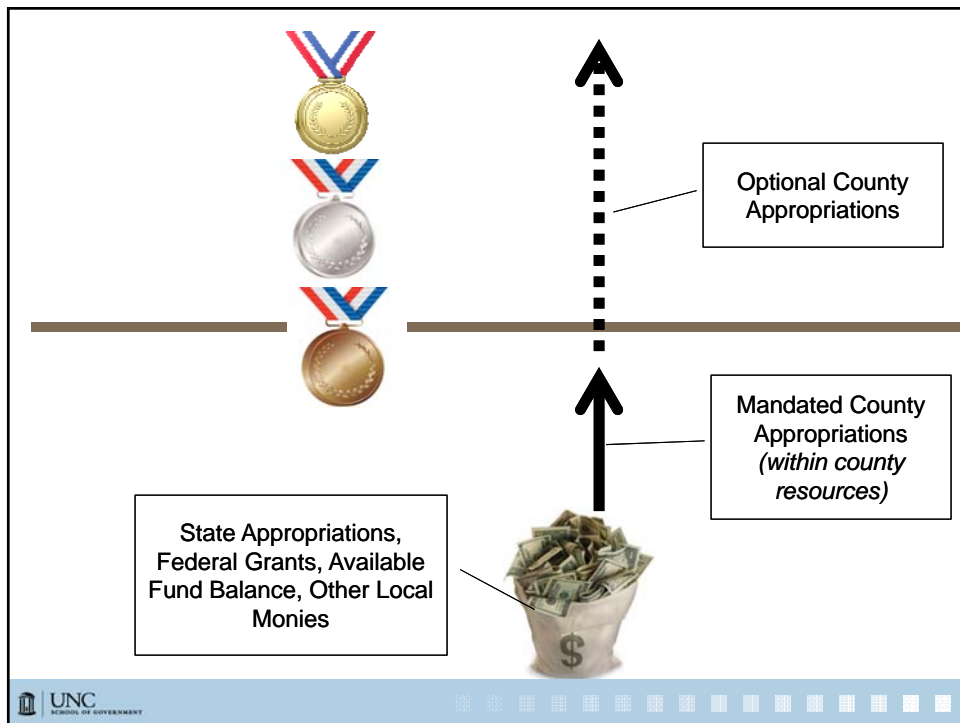 Optional County
Appropriations
Mandated County
Appropriations
(within county
resources)
State Appropriations,
Federal Grants, Available
Fund Balance, Other Local
Monies
$
UNC
SCHOOL OF GOVERNMENT